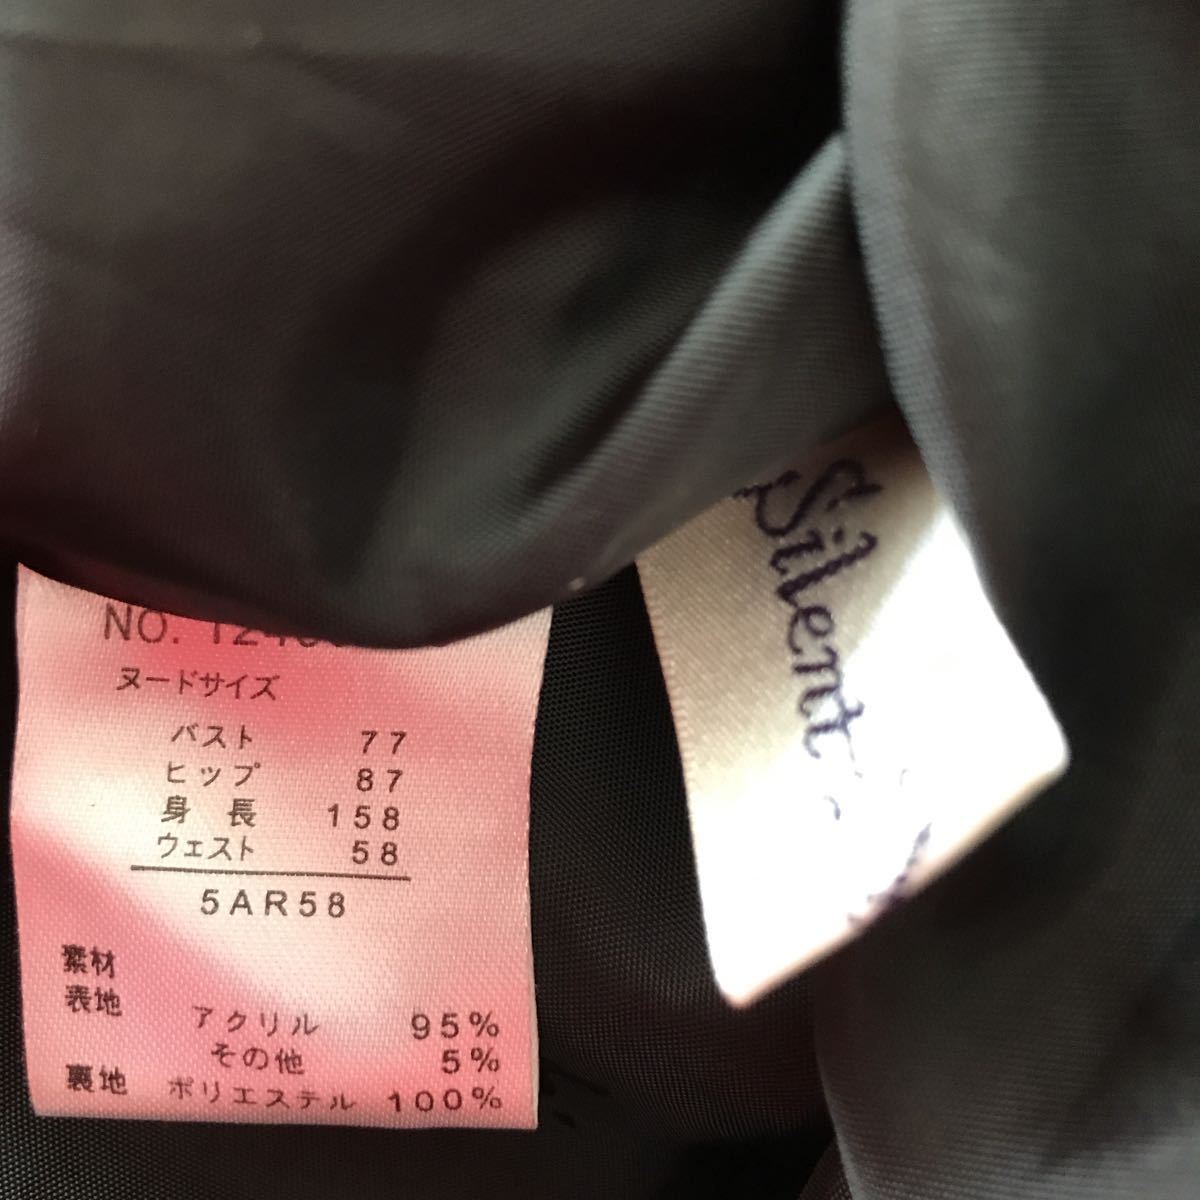 NO.
ヌードサイズ
バスト 77
ヒップ 87
身長 158
ウェスト 58
5AR58
素材
表地
アクリル 95%
その他 5%
裏地 ポリエステル 100%
Silent